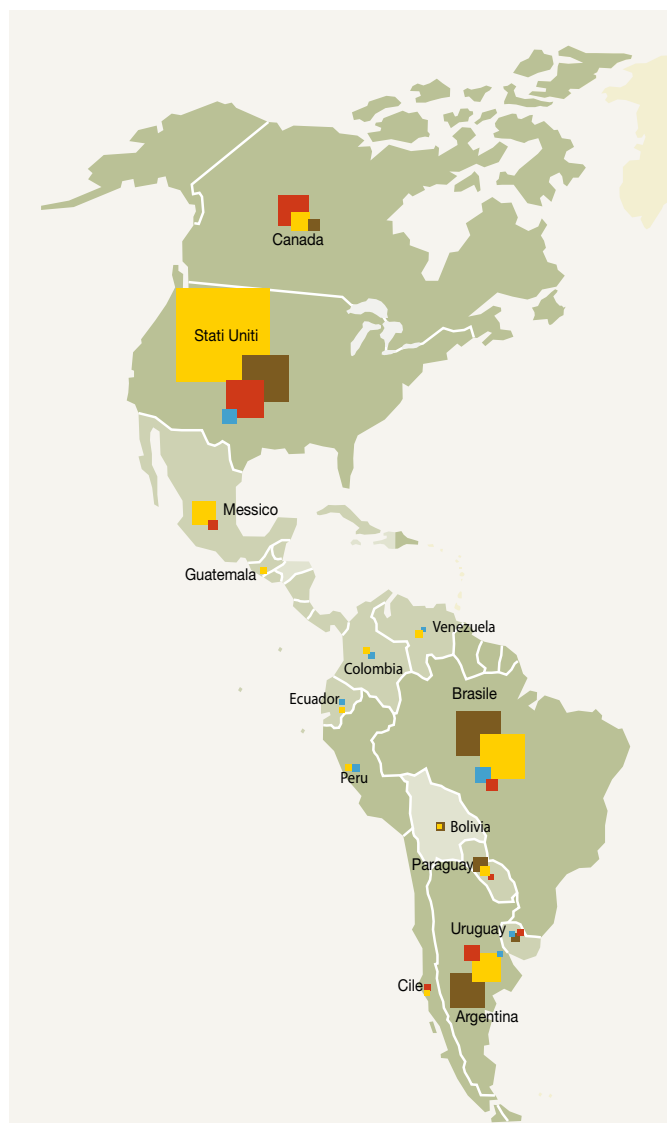 Canada
Stati Uniti
Messico
Guatemala
Venezuela
Colombia
Ecuador
Brasile
Peru
Bolivia
Paraguay
Uruguay
Cile
Argentina